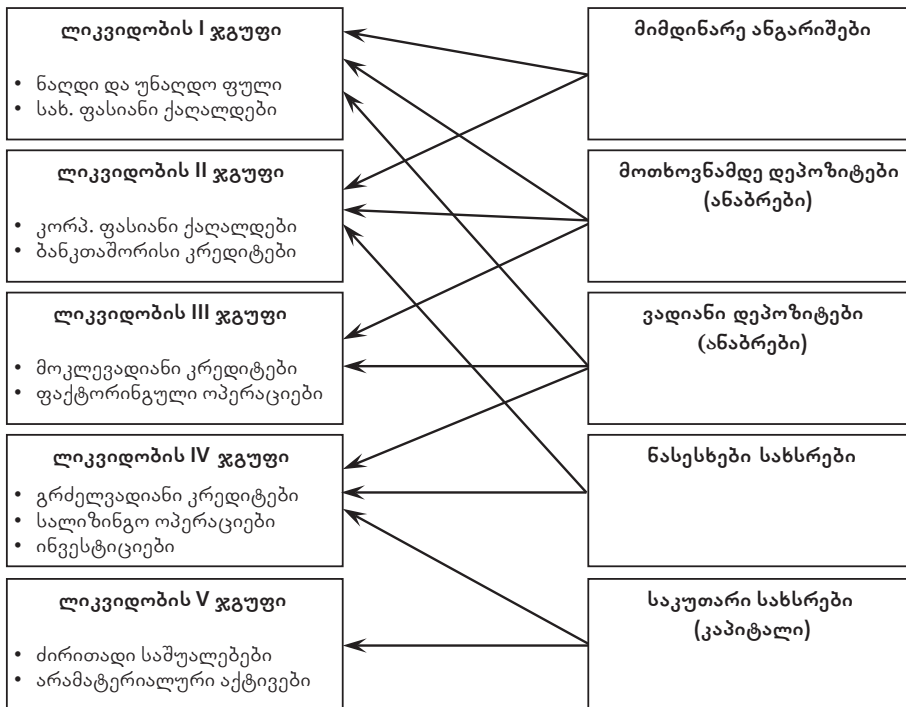 ლიკვიდობის I ჯგუფი
• ნაღდი და უნაღდო ფული
• სახ. ფასიანი ქაღალდები
ლიკვიდობის II ჯგუფი
• კორპ. ფასიანი ქაღალდები
• ბანკთაშორისი კრედიტები
ლიკვიდობის III ჯგუფი
• მოკლევადიანი კრედიტები
• ფაქტორინგული ოპერაციები
ლიკვიდობის IV ჯგუფი
• გრძელვადიანი კრედიტები
• სალიზინგო ოპერაციები
• ინვესტიციები
ლიკვიდობის V ჯგუფი
• ძირითადი საშუალებები
• არამატერიალური აქტივები
მიმდინარე ანგარიშები
მოთხოვნამდე დეპოზიტები
(ანაბრები)
ვადიანი დეპოზიტები
(ანაბრები)
ნასესხები სახსრები
საკუთარი სახსრები
(კაპიტალი)